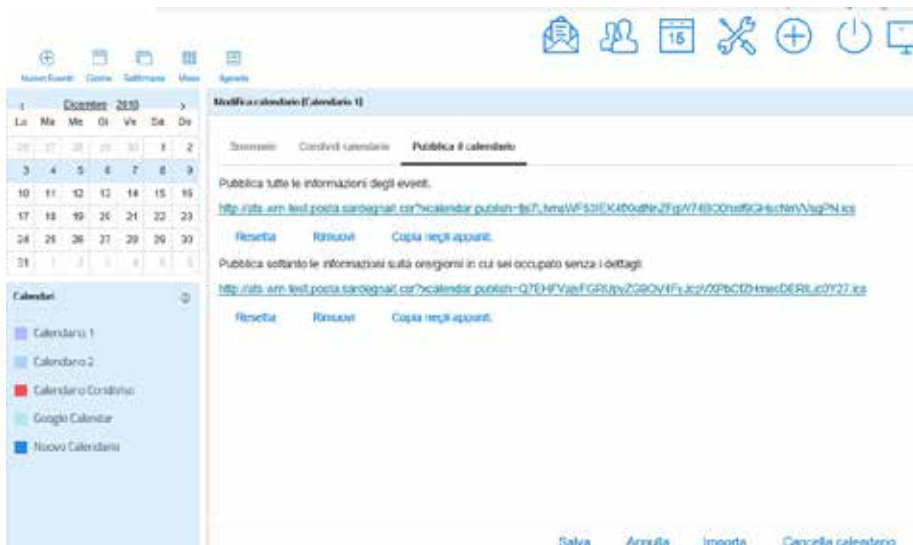 15
Nuovo Evento Giorno Settimana Mese Agenda
Dicembre 2018
Lu Ma Me Gi Ve Sa Do
26 27 28 29 30 1 2
3 4 5 6 7 8 9
10 11 12 13 14 15 16
17 18 19 20 21 22 23
24 25 26 27 28 29 30
31 1 2 3 4 5 6
Calendari
Calendario 1
Calendario 2
Calendario Condiviso
Google Calendar
Nuovo Calendario
Modifica calendario [Calendario 1]
Sommario Condividi calendario Pubblica il calendario
Pubblica tutte le informazioni degli eventi.
Resetta Rimuovi Copia negli appunti.
Pubblica soltanto le informazioni sulla ore/giorni in cui sei occupato senza i dettagli
Resetta Rimuovi Copia negli appunti.
Salva Annulla Importa Cancella calendario